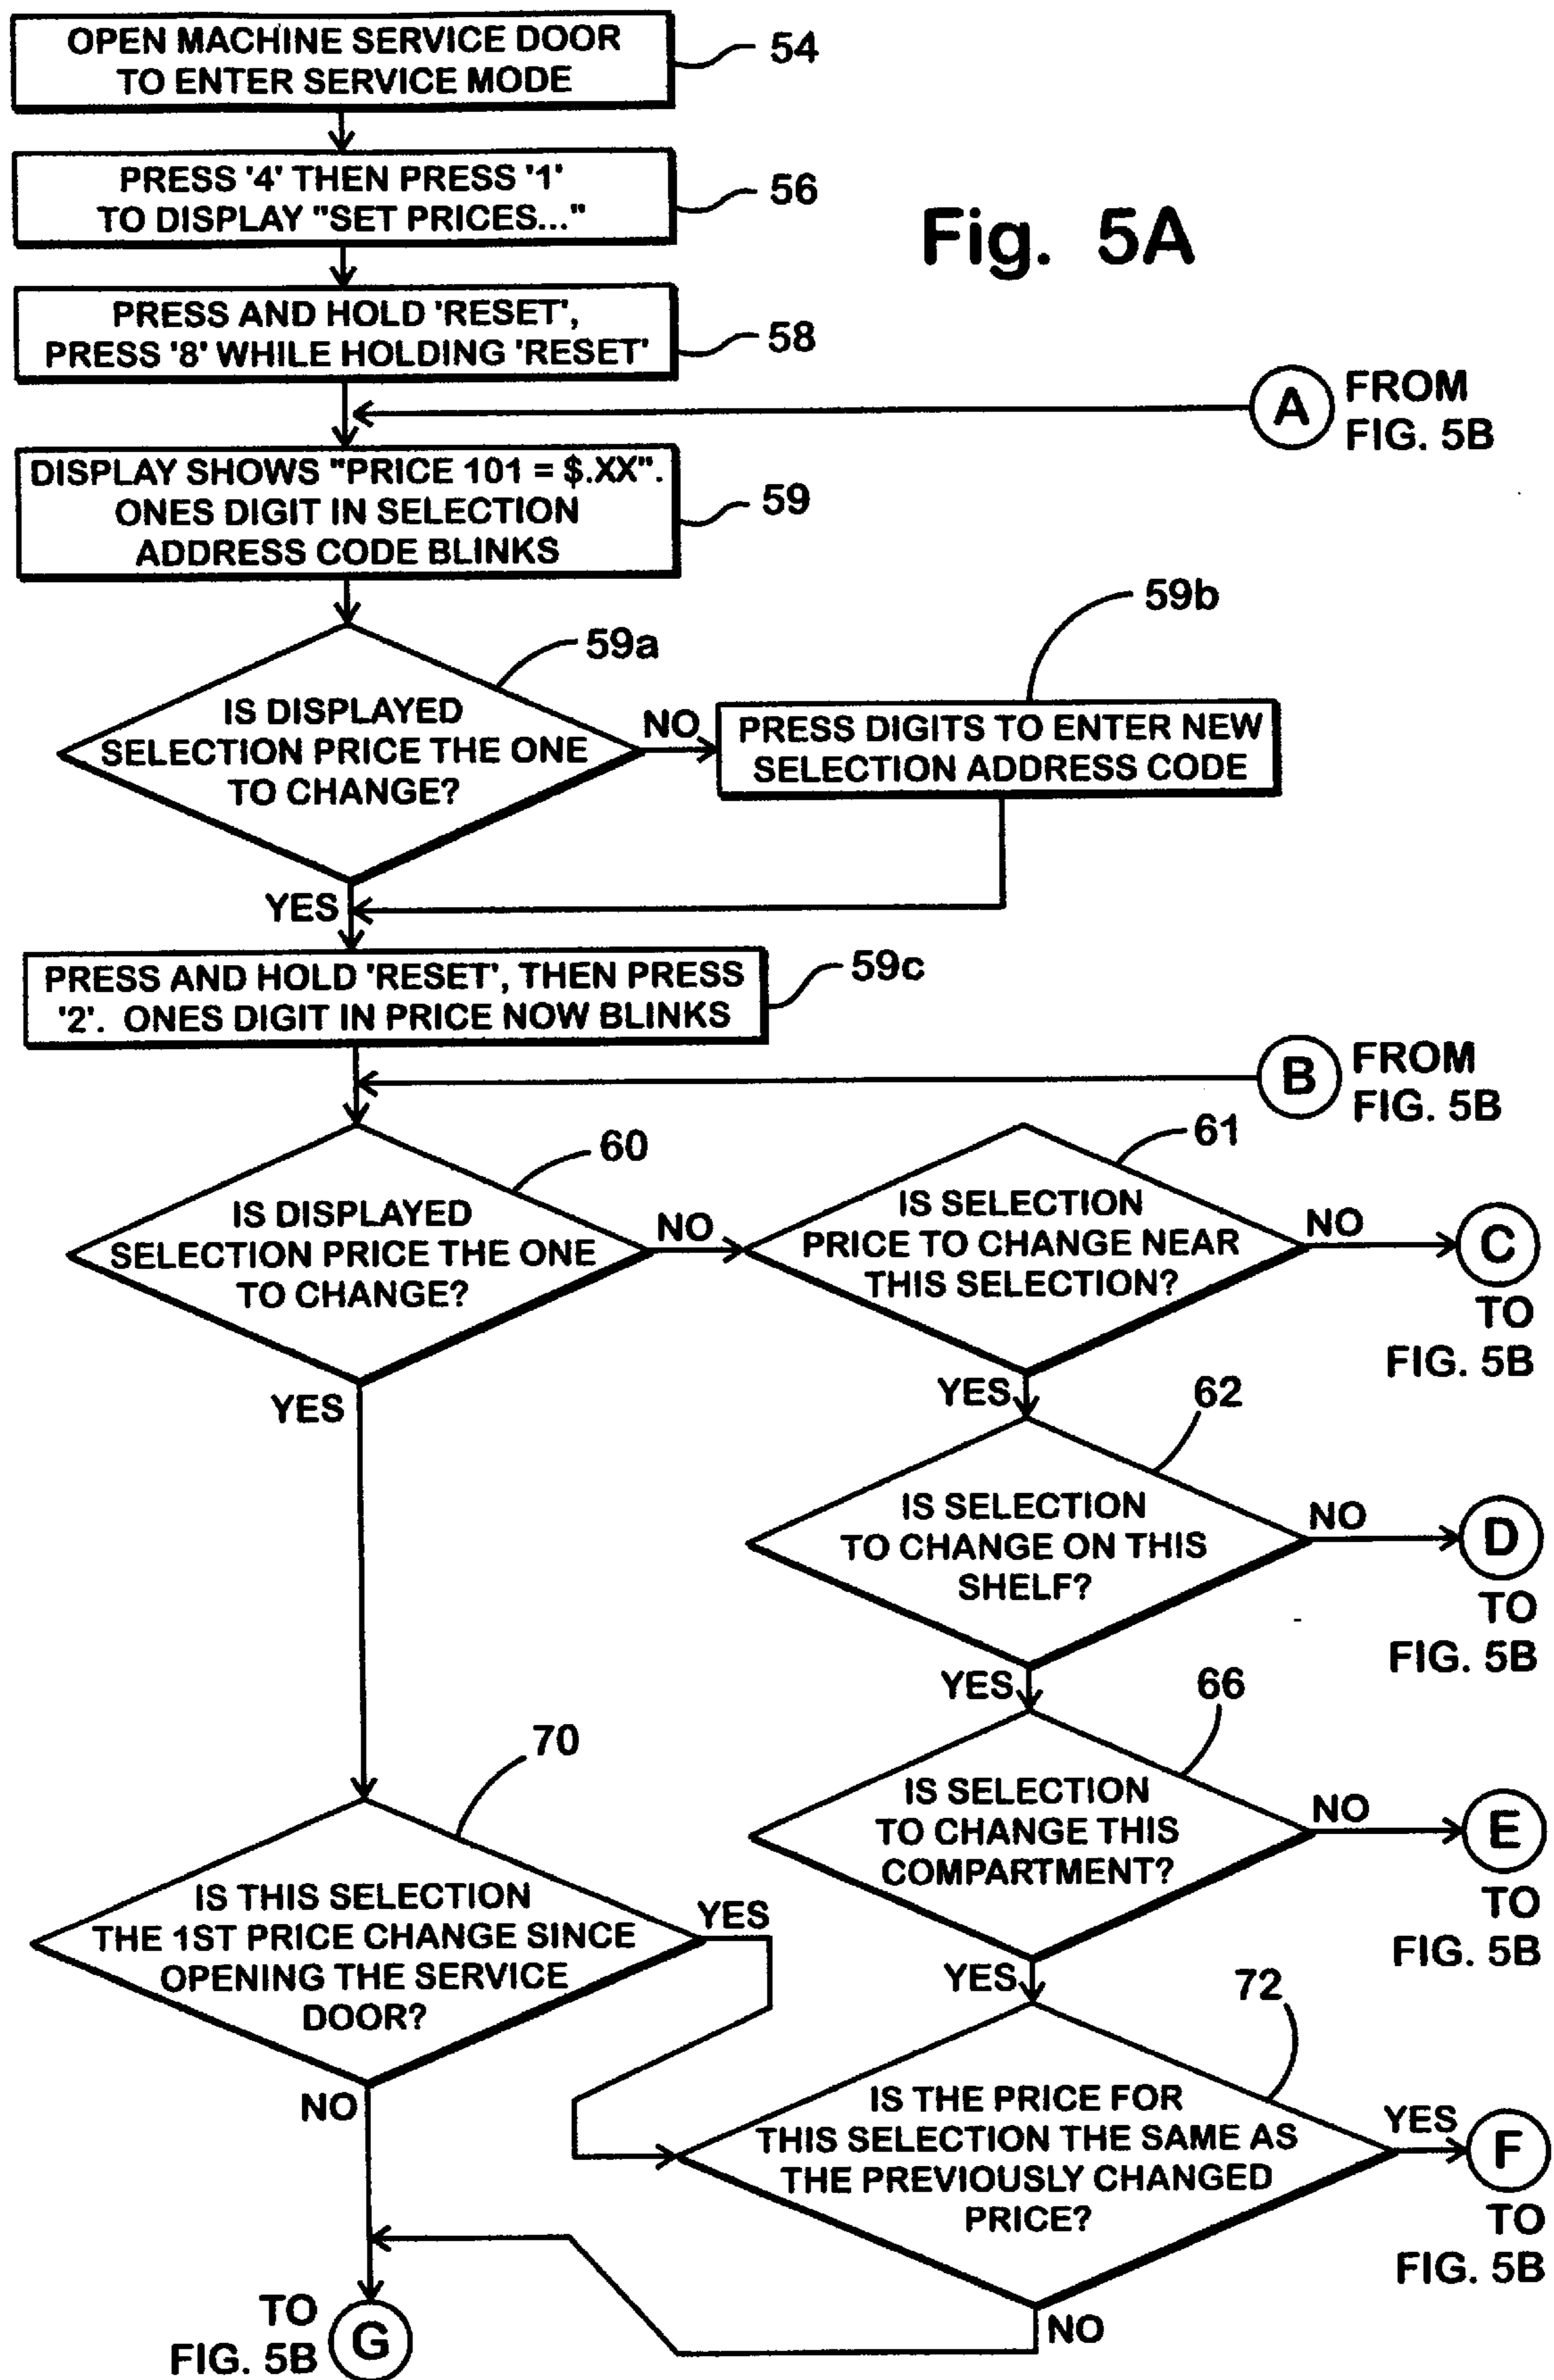 OPEN MACHINE SERVICE DOOR
TO ENTER SERVICE MODE
54
PRESS '4' THEN PRESS '1'
TO DISPLAY "SET PRICES..."
56
Fig. 5A
PRESS AND HOLD 'RESET',
PRESS '8' WHILE HOLDING 'RESET'
58
A
FROM
FIG. 5B
DISPLAY SHOWS "PRICE 101 = $.XX".
ONES DIGIT IN SELECTION
ADDRESS CODE BLINKS
59
59a
IS DISPLAYED
SELECTION PRICE THE ONE
TO CHANGE?
NO
59b
PRESS DIGITS TO ENTER NEW
SELECTION ADDRESS CODE
YES
PRESS AND HOLD 'RESET', THEN PRESS
'2'. ONES DIGIT IN PRICE NOW BLINKS
59c
B
FROM
FIG. 5B
60
IS DISPLAYED
SELECTION PRICE THE ONE
TO CHANGE?
NO
61
IS SELECTION
PRICE TO CHANGE NEAR
THIS SELECTION?
NO
C
TO
FIG. 5B
YES
YES
62
IS SELECTION
TO CHANGE ON THIS
SHELF?
NO
D
TO
FIG. 5B
YES
66
IS SELECTION
TO CHANGE THIS
COMPARTMENT?
NO
E
TO
FIG. 5B
70
IS THIS SELECTION
THE 1ST PRICE CHANGE SINCE
OPENING THE SERVICE
DOOR?
YES
NO
YES
72
IS THE PRICE FOR
THIS SELECTION THE SAME AS
THE PREVIOUSLY CHANGED
PRICE?
YES
F
TO
FIG. 5B
NO
TO
FIG. 5B
G